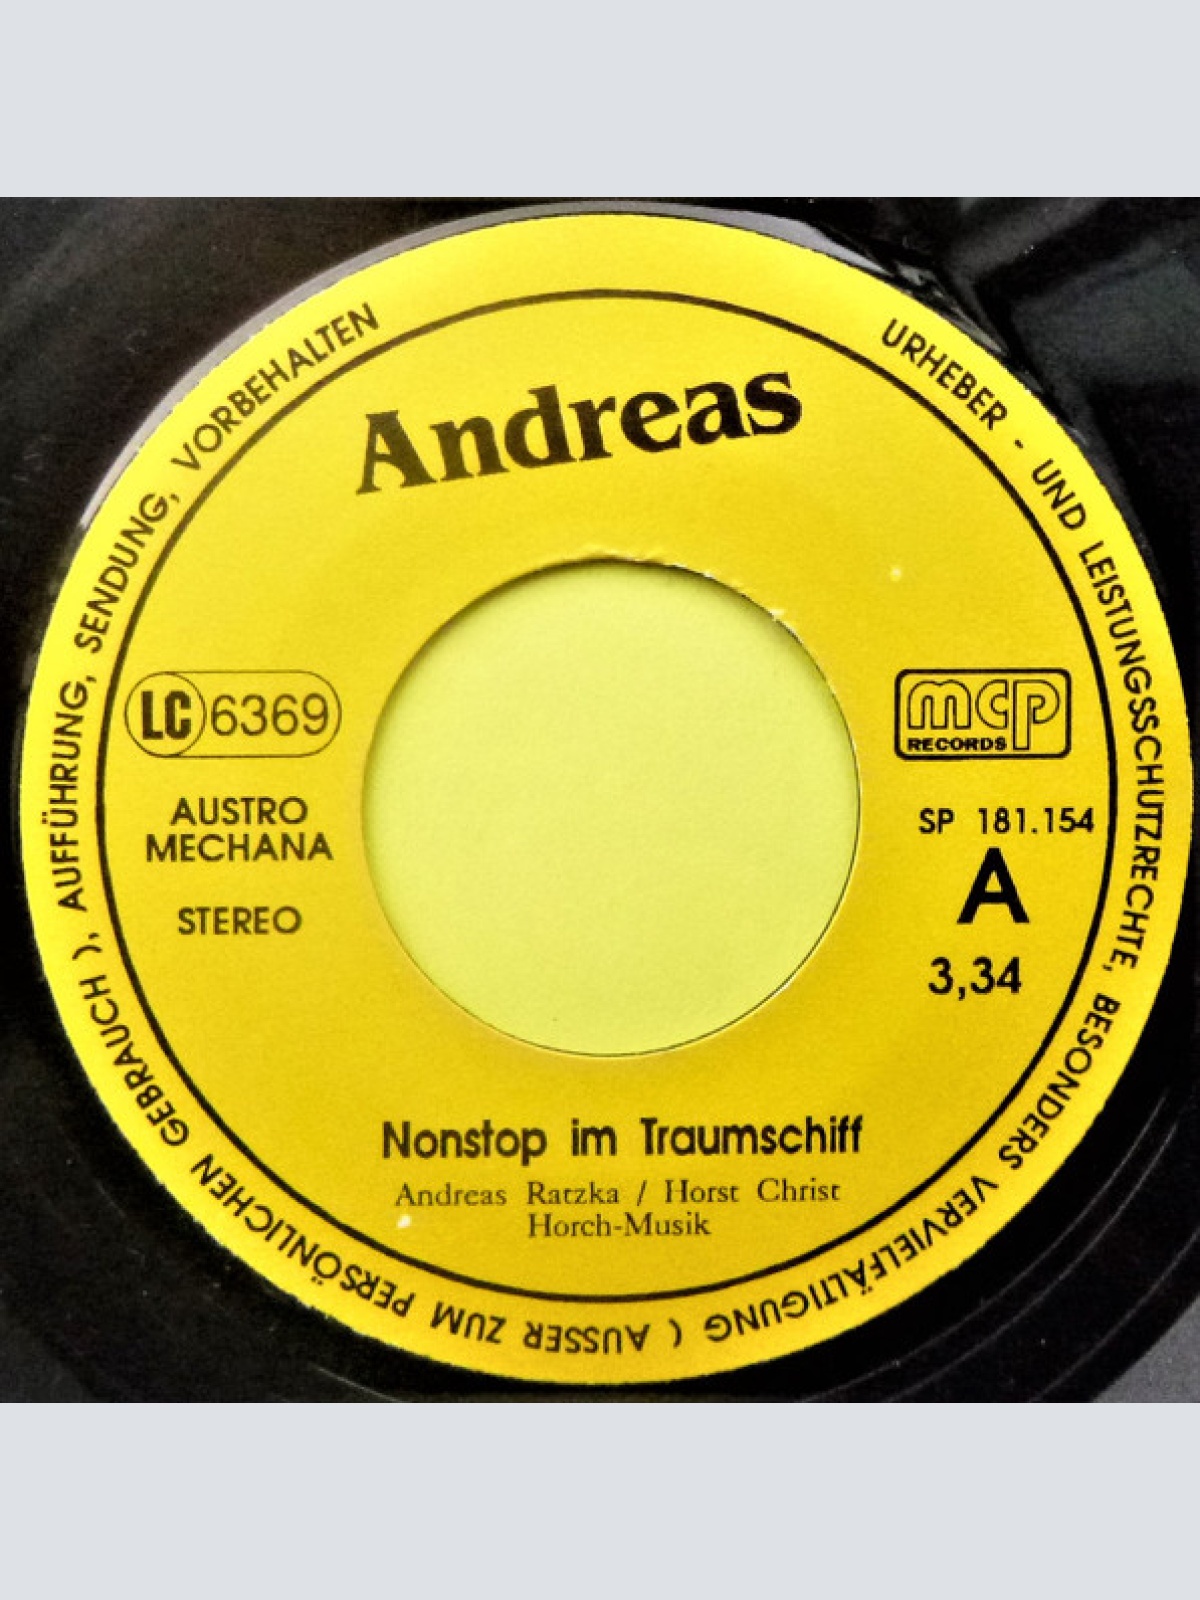 URHEBER - UND LEISTUNGSSCHUTZRECHTE, BESONDERS VERVIELFÄLTIGUNG ( AUSSER ZUM PERSÖNLICHEN GEBRAUCH ), AUFFÜHRUNG, SENDUNG, VORBEHALTEN
Andreas
LC 6369
AUSTRO
MECHANA
STEREO
mcp
RECORDS
SP 181.154
A
3,34
Nonstop im Traumschiff
Andreas Ratzka / Horst Christ
Horch-Musik